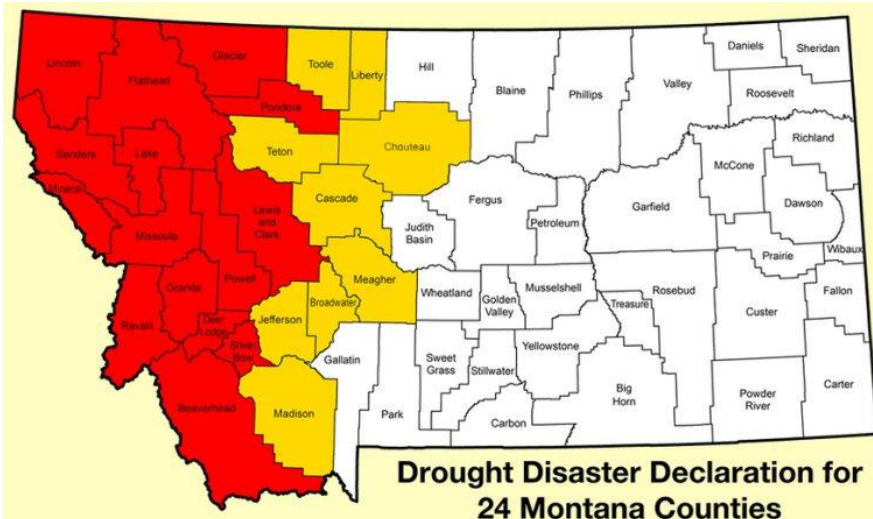 Lincoln
Flathead
Glacier
Toole
Liberty
Hill
Blaine
Phillips
Valley
Daniels
Sheridan
Roosevelt
Pondera
Teton
Chouteau
Sanders
Lake
Mineral
Missoula
Lewis
and
Clark
Cascade
Judith
Basin
Fergus
Petroleum
Garfield
McCone
Richland
Dawson
Wibaux
Prairie
Powell
Granite
Ravalli
Deer
Lodge
Silver
Bow
Jefferson
Broadwater
Meagher
Wheatland
Golden
Valley
Musselshell
Treasure
Rosebud
Custer
Fallon
Beaverhead
Madison
Gallatin
Park
Sweet
Grass
Stillwater
Yellowstone
Carbon
Big
Horn
Powder
River
Carter
Drought Disaster Declaration for
24 Montana Counties